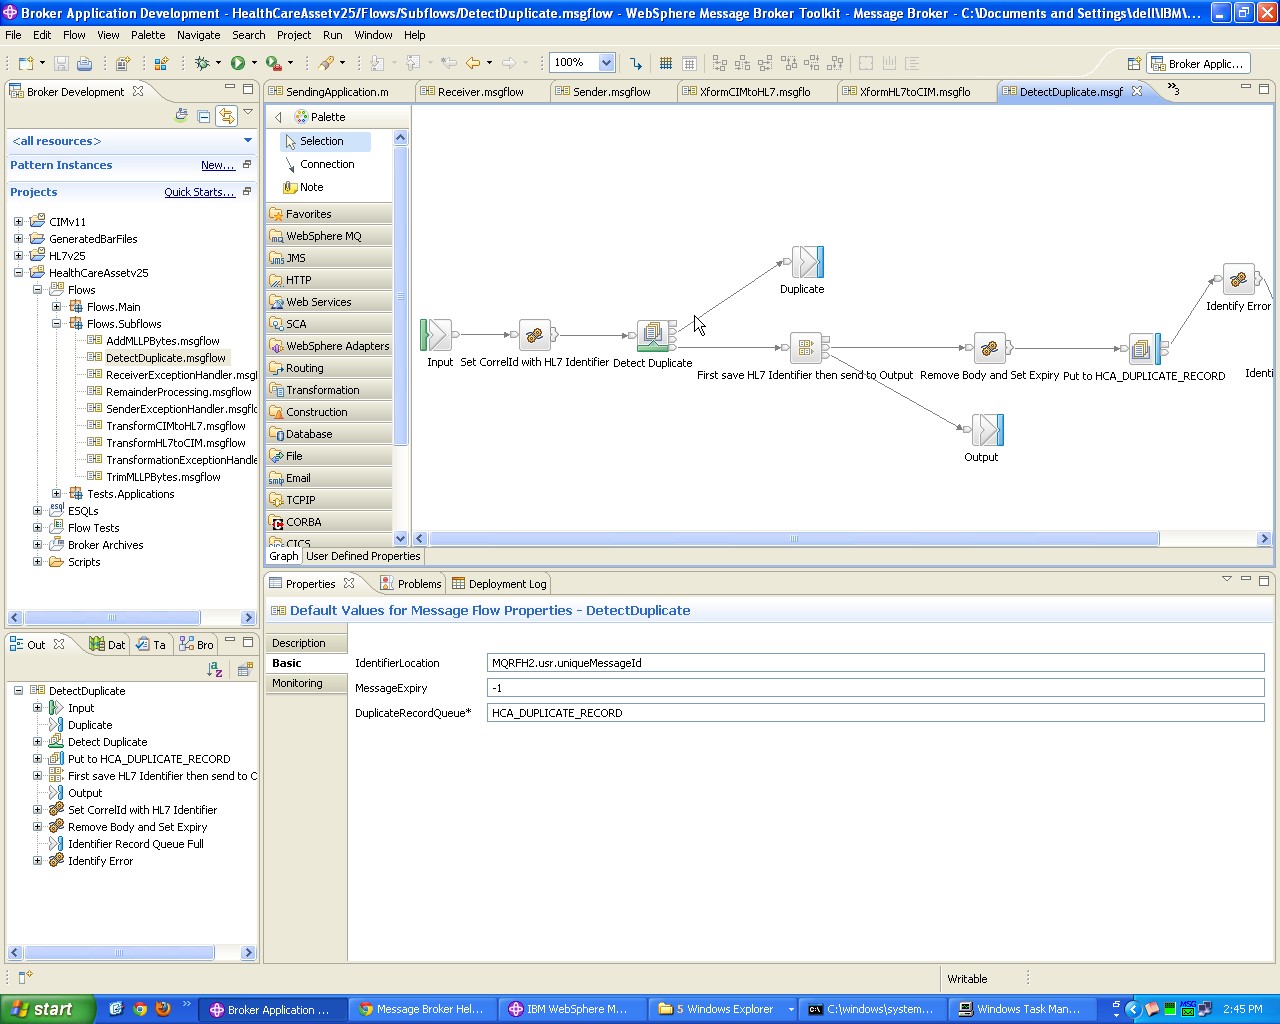 Broker Application Development - HealthCareAssetv25/Flows/Subflows/DetectDuplicate.msgflow - WebSphere Message Broker Toolkit - Message Broker - C:\Documents and Settings\dell\IBM\...
File Edit Flow View Palette Navigate Search Project Run Window Help
100%
Broker Applic...
Broker Development
SendingApplication.m
Receiver.msgflow
Sender.msgflow
XformCIMtoHL7.msgflo
XformHL7toCIM.msgflo
DetectDuplicate.msgf
»3
<all resources>
Pattern Instances New...
Projects Quick Starts...
CIMv11
GeneratedBarFiles
HL7v25
HealthCareAssetv25
Flows
Flows.Main
Flows.Subflows
AddMLLPBytes.msgflow
DetectDuplicate.msgflow
ReceiverExceptionHandler.msgfl
RemainderProcessing.msgflow
SenderExceptionHandler.msgflo
TransformCIMtoHL7.msgflow
TransformHL7toCIM.msgflow
TransformationExceptionHandle
TrimMLLPBytes.msgflow
Tests.Applications
ESQLs
Flow Tests
Broker Archives
Scripts
Palette
Selection
Connection
Note
Favorites
WebSphere MQ
JMS
HTTP
Web Services
SCA
WebSphere Adapters
Routing
Transformation
Construction
Database
File
Email
TCPIP
CORBA
CICS
Duplicate
Identify Error
Input
Set CorrelId with HL7 Identifier
Detect Duplicate
First save HL7 Identifier then send to Output
Remove Body and Set Expiry
Put to HCA_DUPLICATE_RECORD
Identi
Output
Graph User Defined Properties
Out Dat Ta Bro
DetectDuplicate
Input
Duplicate
Detect Duplicate
Put to HCA_DUPLICATE_RECORD
First save HL7 Identifier then send to O
Output
Set CorrelId with HL7 Identifier
Remove Body and Set Expiry
Identifier Record Queue Full
Identify Error
Properties Problems Deployment Log
Default Values for Message Flow Properties - DetectDuplicate
Description
Basic
Monitoring
IdentifierLocation MQRFH2.usr.uniqueMessageId
MessageExpiry -1
DuplicateRecordQueue* HCA_DUPLICATE_RECORD
Writable
start
Broker Application ...
Message Broker Hel...
IBM WebSphere M...
5 Windows Explorer
C:\windows\system...
Windows Task Man...
5
2:45 PM